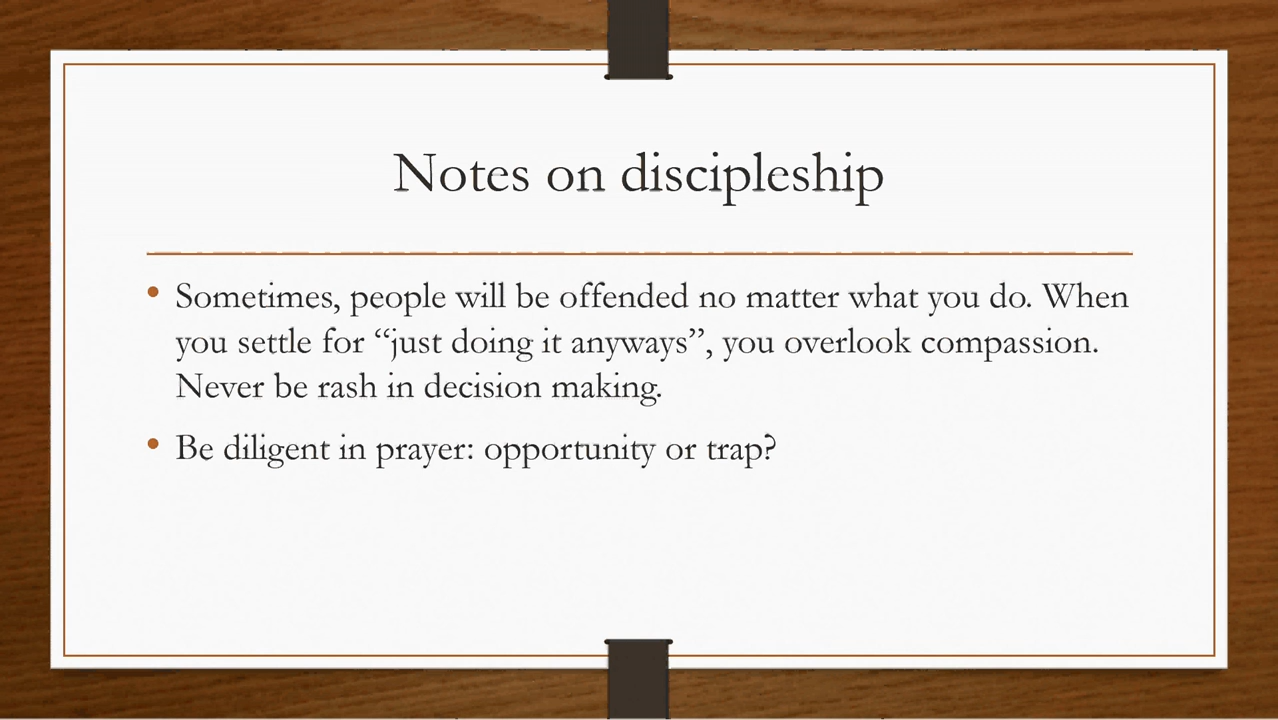 Notes on discipleship
• Sometimes, people will be offended no matter what you do. When
you settle for “just doing it anyways”, you overlook compassion.
Never be rash in decision making.
• Be diligent in prayer: opportunity or trap?